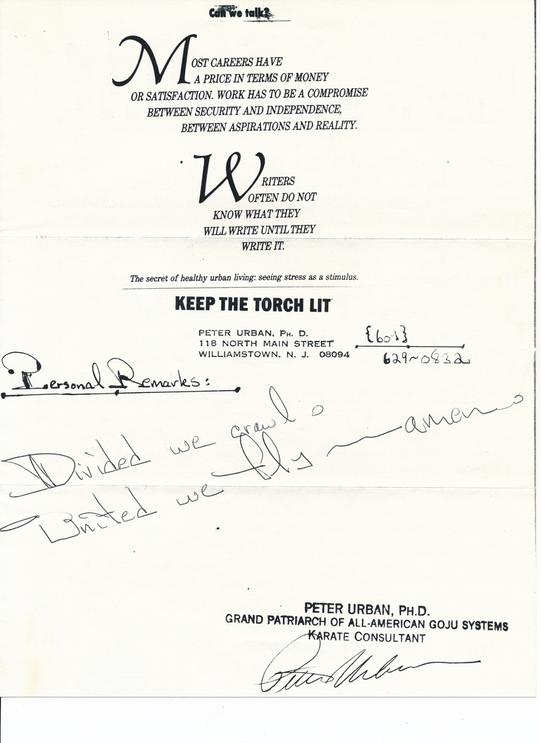 Can we talk?
MOST CAREERS HAVE
A PRICE IN TERMS OF MONEY
OR SATISFACTION. WORK HAS TO BE A COMPROMISE
BETWEEN SECURITY AND INDEPENDENCE,
BETWEEN ASPIRATIONS AND REALITY.
WRITERS
OFTEN DO NOT
KNOW WHAT THEY
WILL WRITE UNTIL THEY
WRITE IT.
The secret of healthy urban living: seeing stress as a stimulus.
KEEP THE TORCH LIT
PETER URBAN, PH. D.
118 NORTH MAIN STREET
WILLIAMSTOWN, N. J. 08094
{609}
629~0832
Personal Remarks:
Divided we crawl
United we fly — amen
PETER URBAN, PH.D.
GRAND PATRIARCH OF ALL-AMERICAN GOJU SYSTEMS
KARATE CONSULTANT
Peter Urban